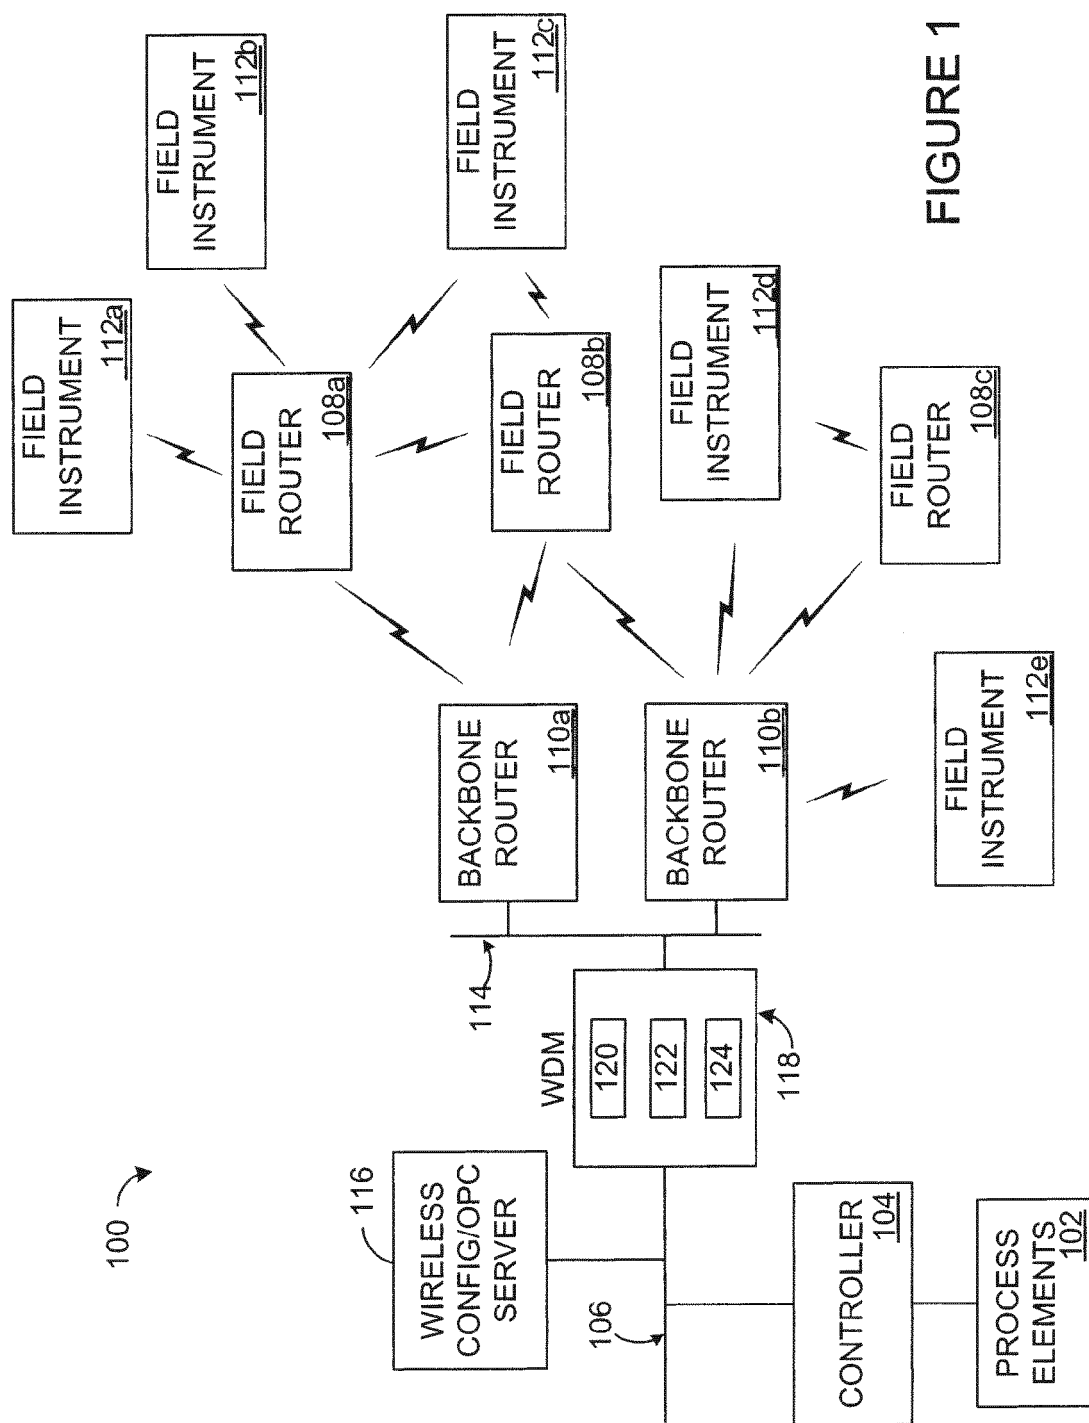 100
WIRELESS
CONFIG/OPC
SERVER
116
106
CONTROLLER
104
PROCESS
ELEMENTS
102
WDM
120
122
124
118
114
BACKBONE
ROUTER
110a
BACKBONE
ROUTER
110b
FIELD
ROUTER
108a
FIELD
ROUTER
108b
FIELD
ROUTER
108c
FIELD
INSTRUMENT
112a
FIELD
INSTRUMENT
112b
FIELD
INSTRUMENT
112c
FIELD
INSTRUMENT
112d
FIELD
INSTRUMENT
112e
FIGURE 1